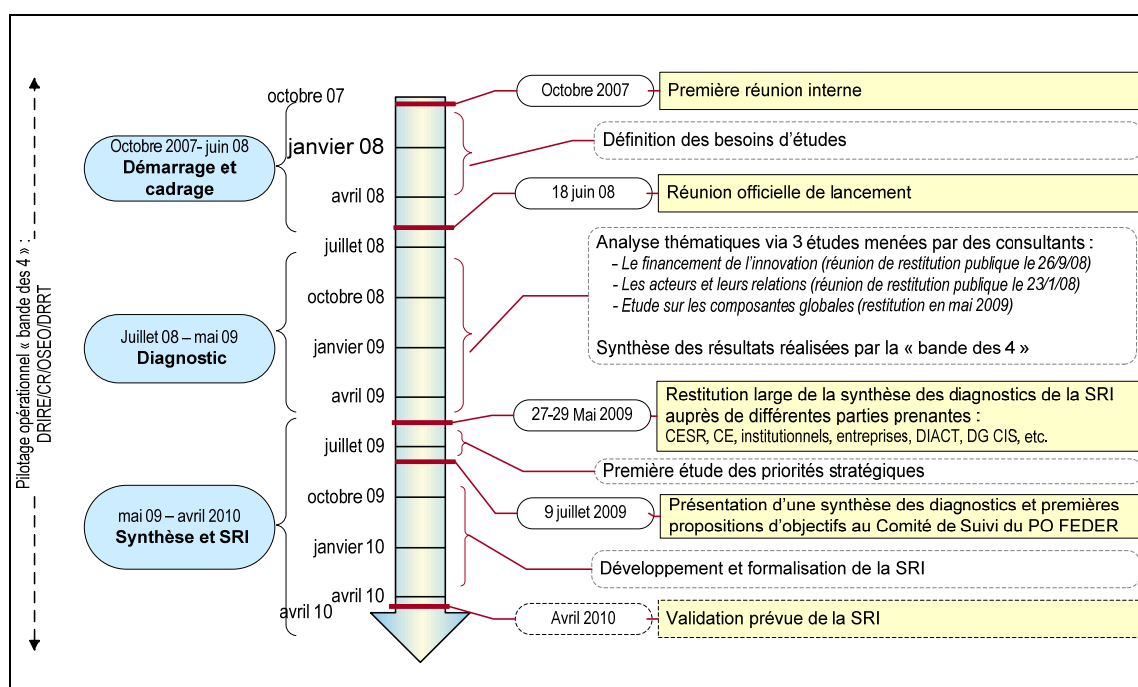 Pilotage opérationnel « bande des 4 » :
DRIRE/CR/OSEO/DRRT
Octobre 2007- juin 08
Démarrage et
cadrage
Juillet 08 – mai 09
Diagnostic
mai 09 – avril 2010
Synthèse et SRI
octobre 07
janvier 08
avril 08
juillet 08
octobre 08
janvier 09
avril 09
juillet 09
octobre 09
janvier 10
avril 10
avril 10
Octobre 2007
Première réunion interne
Définition des besoins d'études
18 juin 08
Réunion officielle de lancement
Analyse thématiques via 3 études menées par des consultants :
- Le financement de l'innovation (réunion de restitution publique le 26/9/08)
- Les acteurs et leurs relations (réunion de restitution publique le 23/1/08)
- Etude sur les composantes globales (restitution en mai 2009)
Synthèse des résultats réalisées par la « bande des 4 »
27-29 Mai 2009
Restitution large de la synthèse des diagnostics de la SRI
auprès de différentes parties prenantes :
CESR, CE, institutionnels, entreprises, DIACT, DG CIS, etc.
Première étude des priorités stratégiques
9 juillet 2009
Présentation d'une synthèse des diagnostics et premières
propositions d'objectifs au Comité de Suivi du PO FEDER
Développement et formalisation de la SRI
Avril 2010
Validation prévue de la SRI